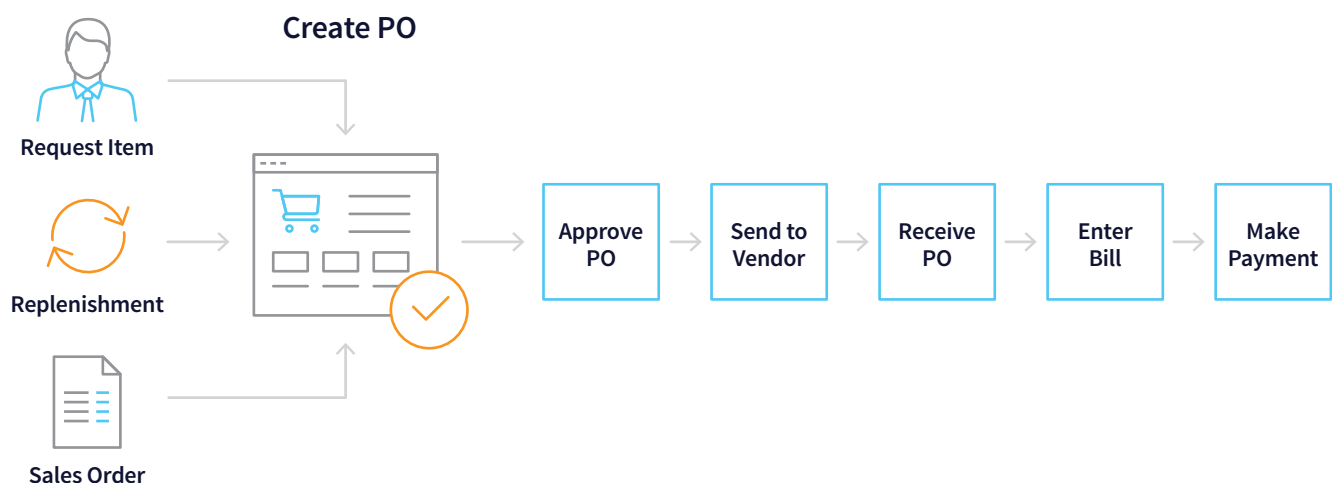 Create PO
Request Item
Replenishment
Sales Order
Approve
PO
Send to
Vendor
Receive
PO
Enter
Bill
Make
Payment